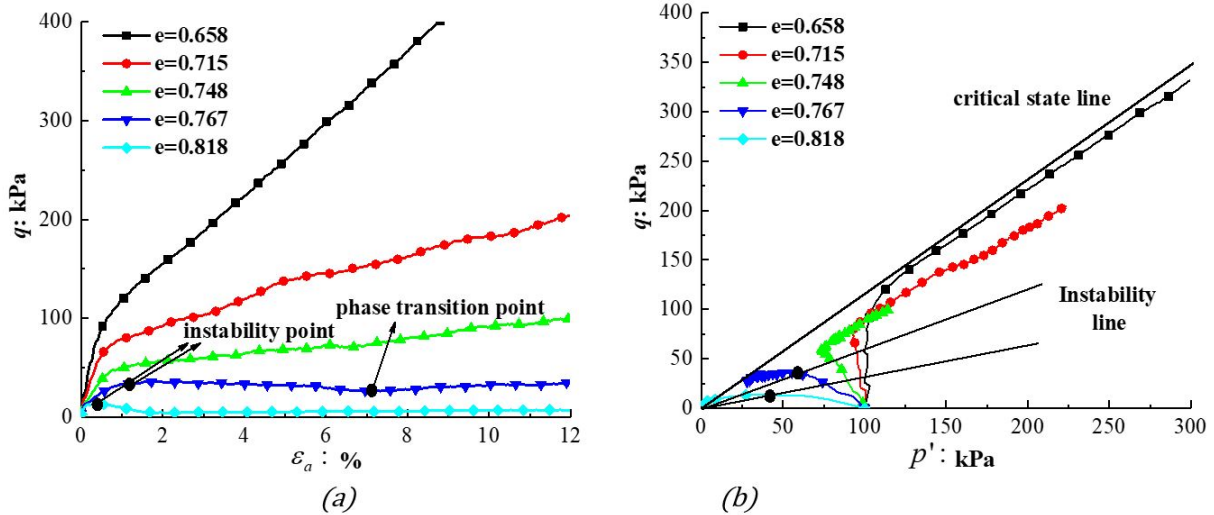 400
300
200
100
0
q: kPa
e=0.658
e=0.715
e=0.748
e=0.767
e=0.818
phase transition point
instability point
0
2
4
6
8
10
12
εₐ : %
(a)
400
350
300
250
200
150
100
50
0
q: kPa
e=0.658
e=0.715
e=0.748
e=0.767
e=0.818
critical state line
Instability
line
0
50
100
150
200
250
300
p' : kPa
(b)